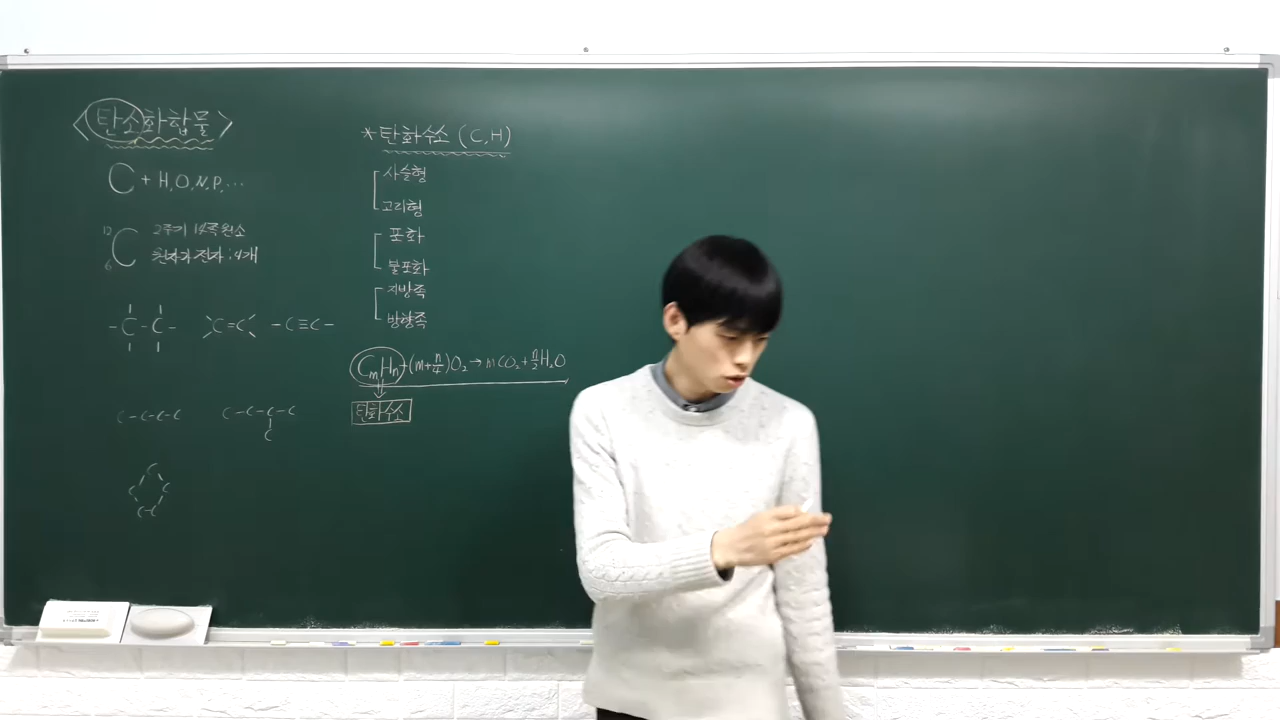 <탄소화합물>
C + H, O, N, P, ...
12 C 6
2주기 14족 원소
원자가 전자 : 4개
-C-C-
C=C
-C≡C-
C-C-C-C
C-C-C-C
C
C
C C
C-C
* 탄화수소 (C, H)
사슬형
고리형
포화
불포화
지방족
방향족
CmHn+(m+n/4)O₂→mCO₂+n/2H₂O
탄화수소